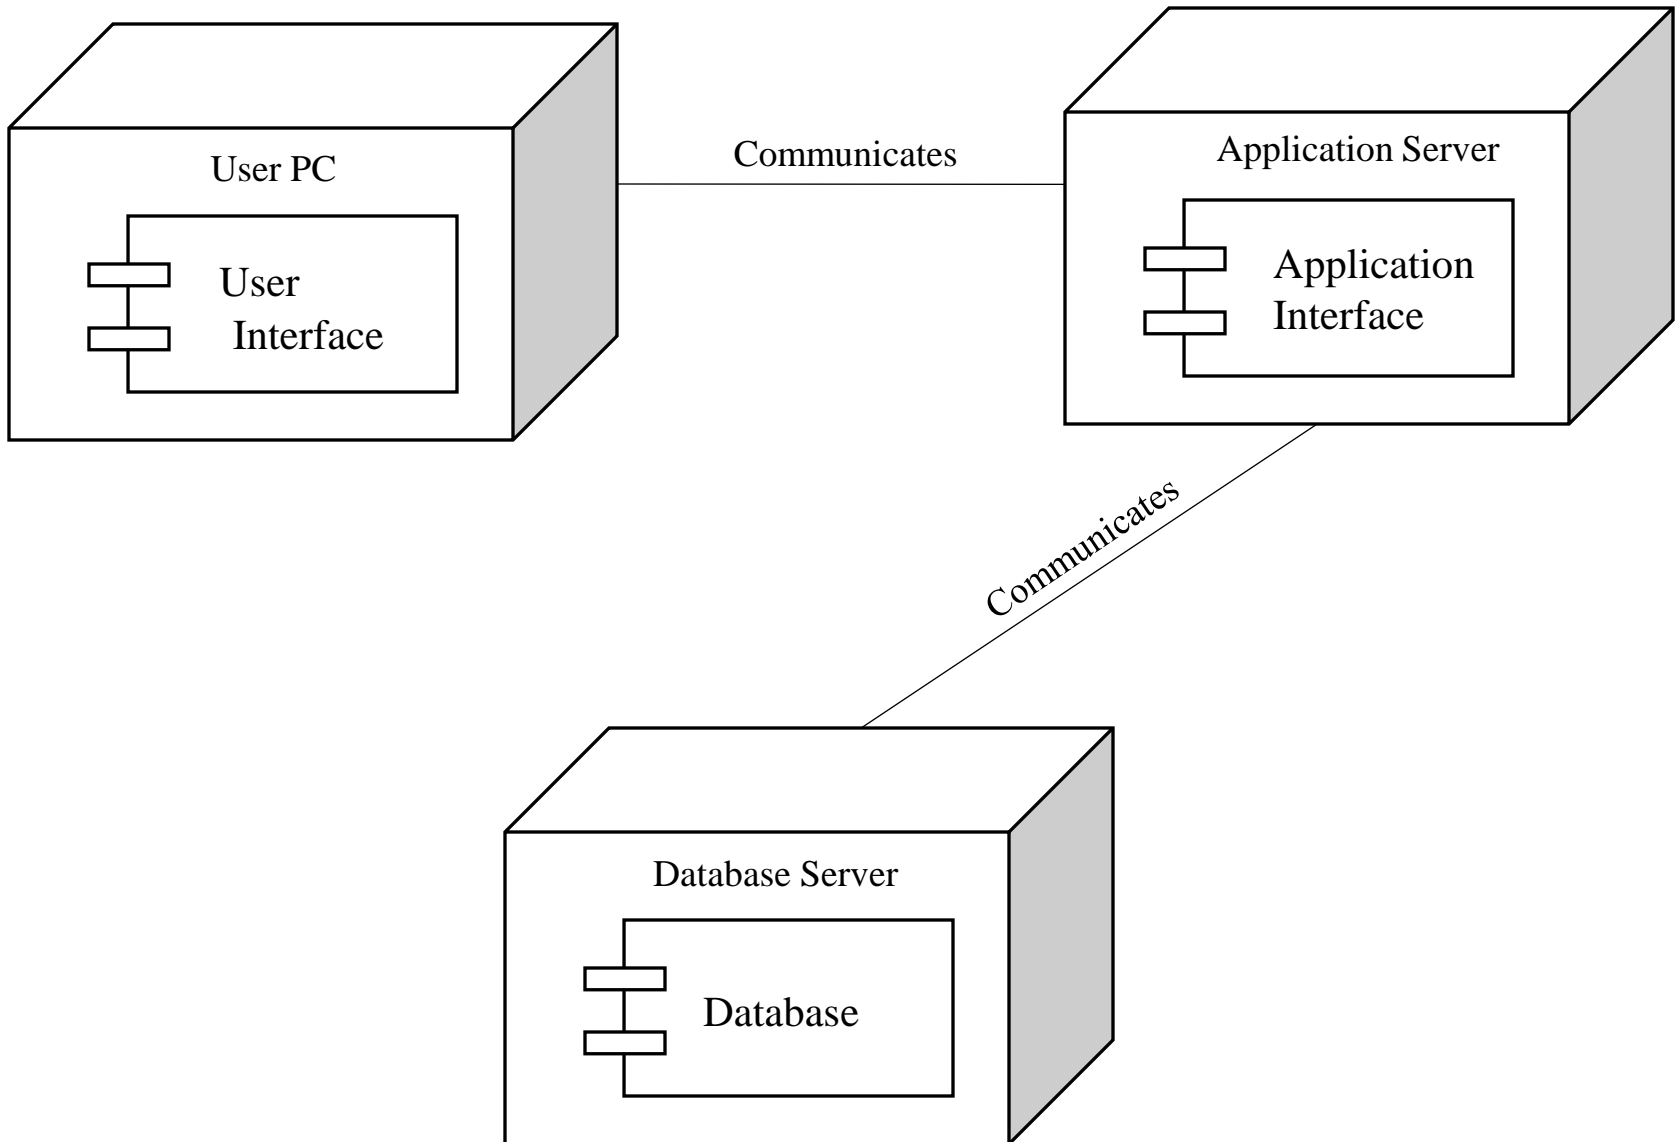 User PC
User
Interface
Communicates
Application Server
Application
Interface
Communicates
Database Server
Database